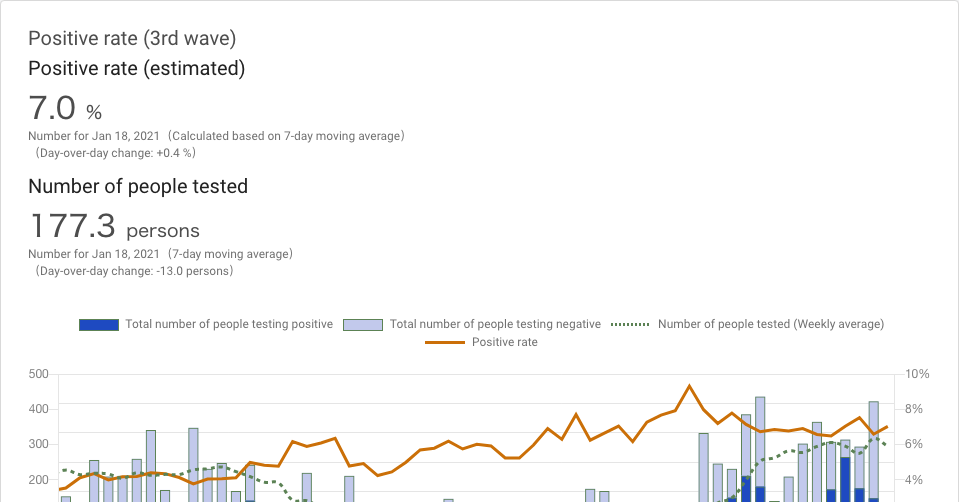 Positive rate (3rd wave)
Positive rate (estimated)
7.0 %
Number for Jan 18, 2021（Calculated based on 7-day moving average）
（Day-over-day change: +0.4 %）
Number of people tested
177.3 persons
Number for Jan 18, 2021（7-day moving average）
（Day-over-day change: -13.0 persons）
Total number of people testing positive Total number of people testing negative Number of people tested (Weekly average)
Positive rate
500 10%
400 8%
300 6%
200 4%